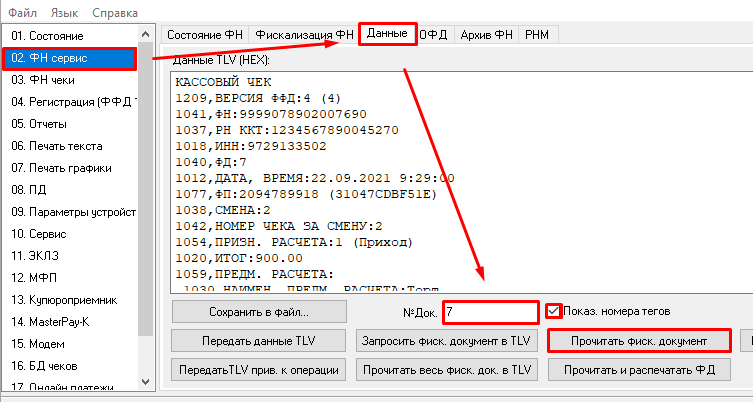 Файл Язык Справка
01. Состояние
02. ФН сервис
03. ФН чеки
04. Регистрация (ФФД
05. Отчеты
06. Печать текста
07. Печать графики
08. ПД
09. Параметры устройст
10. Сервис
11. ЭКЛЗ
12. МФП
13. Купюроприемник
14. MasterPay-K
15. Модем
16. БД чеков
17. Онлайн платежи
Состояние ФН Фискализация ФН Данные ОФД Архив ФН РНМ
Данные TLV (HEX):
КАССОВЫЙ ЧЕК
1209,ВЕРСИЯ ФФД:4 (4)
1041,ФН:9999078902007690
1037,РН ККТ:1234567890045270
1018,ИНН:9729133502
1040,ФД:7
1012,ДАТА, ВРЕМЯ:22.09.2021 9:29:00
1077,ФП:2094789918 (31047CDBF51E)
1038,СМЕНА:2
1042,НОМЕР ЧЕКА ЗА СМЕНУ:2
1054,ПРИЗН. РАСЧЕТА:1 (Приход)
1020,ИТОГ:900.00
1059,ПРЕДМ. РАСЧЕТА:
1030,НАИМЕН. ПРЕДМ. РАСЧЕТА:Торт
Сохранить в файл... №Док. 7 Показ. номера тегов
Передать данные TLV Запросить фиск. документ в TLV Прочитать фиск. документ
ПередатьTLV прив. к операции Прочитать весь фиск. док. в TLV Прочитать и распечатать ФД